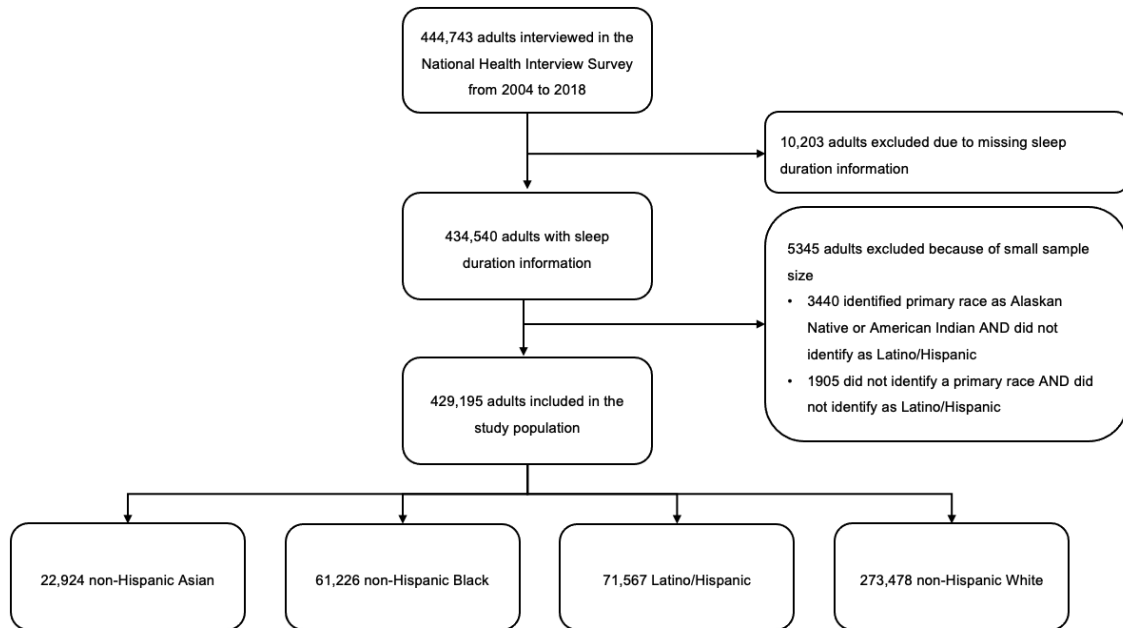 444,743 adults interviewed in the
National Health Interview Survey
from 2004 to 2018
10,203 adults excluded due to missing sleep
duration information
434,540 adults with sleep
duration information
5345 adults excluded because of small sample
size
• 3440 identified primary race as Alaskan
Native or American Indian AND did not
identify as Latino/Hispanic
• 1905 did not identify a primary race AND did
not identify as Latino/Hispanic
429,195 adults included in the
study population
22,924 non-Hispanic Asian
61,226 non-Hispanic Black
71,567 Latino/Hispanic
273,478 non-Hispanic White